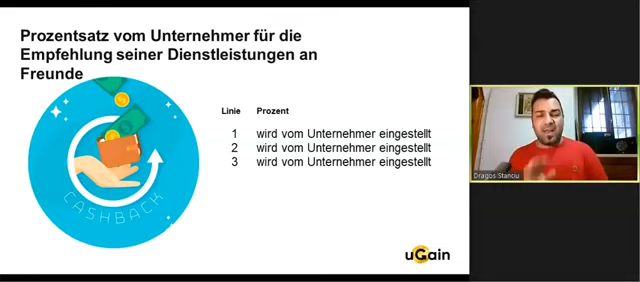 Prozentsatz vom Unternehmer für die
Empfehlung seiner Dienstleistungen an
Freunde
Linie Prozent
1 wird vom Unternehmer eingestellt
2 wird vom Unternehmer eingestellt
3 wird vom Unternehmer eingestellt
CASHBACK
uGain
Dragos Stanciu